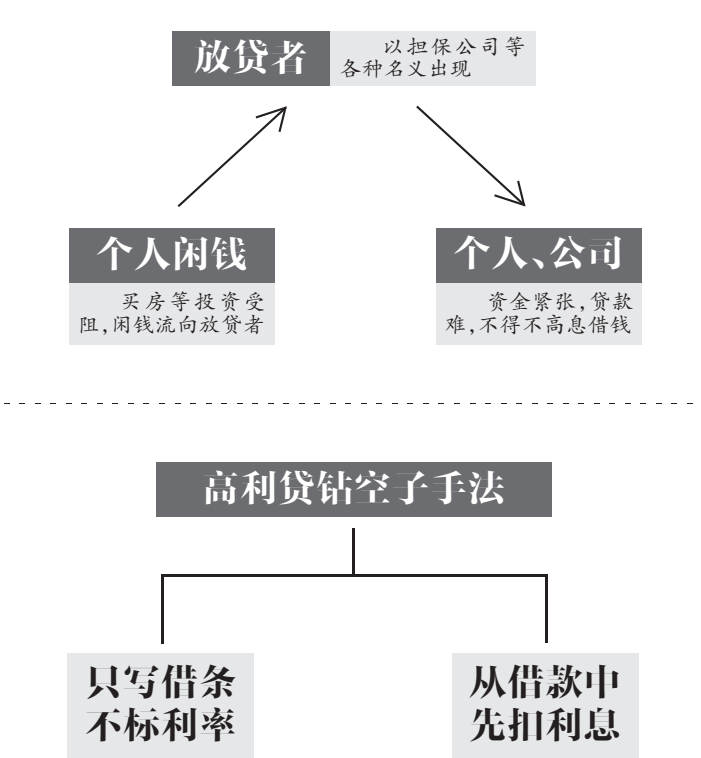 放贷者
以担保公司等
各种名义出现
个人闲钱
买房等投资受
阻,闲钱流向放贷者
个人、公司
资金紧张,贷款
难,不得不高息借钱
高利贷钻空子手法
只写借条
不标利率
从借款中
先扣利息